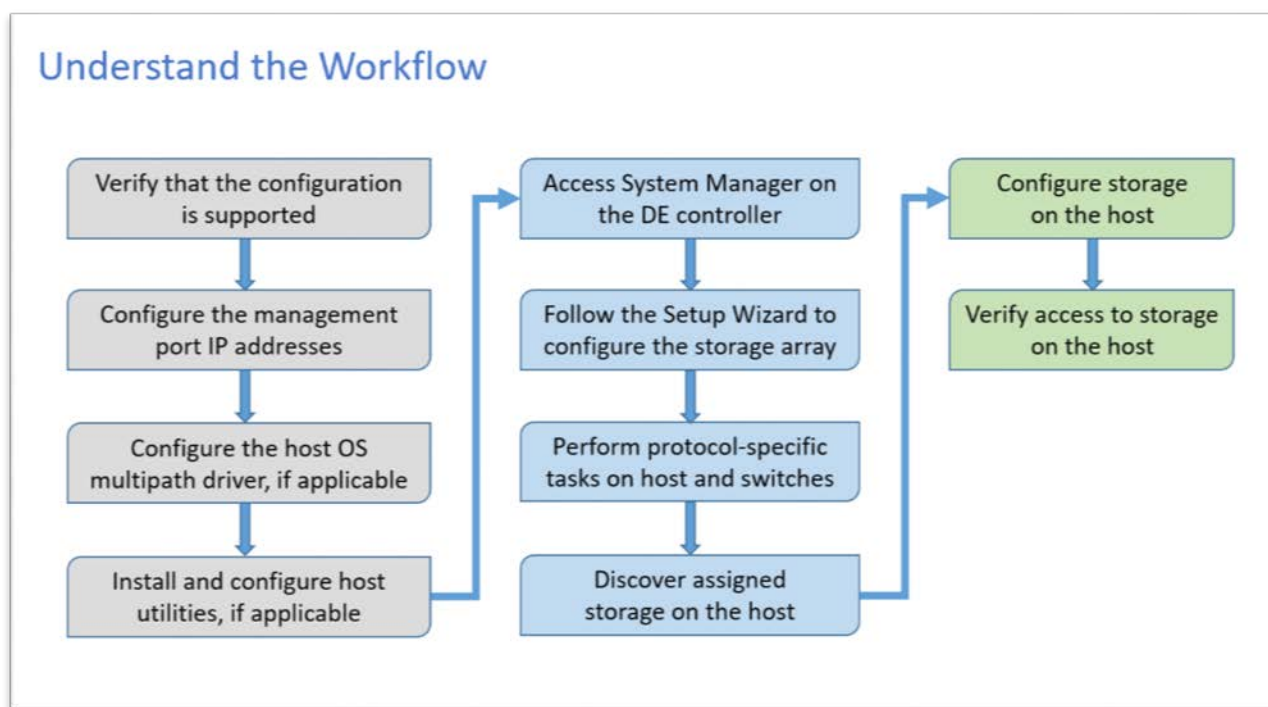 Understand the Workflow
Verify that the configuration
is supported
Configure the management
port IP addresses
Configure the host OS
multipath driver, if applicable
Install and configure host
utilities, if applicable
Access System Manager on
the DE controller
Follow the Setup Wizard to
configure the storage array
Perform protocol-specific
tasks on host and switches
Discover assigned
storage on the host
Configure storage
on the host
Verify access to storage
on the host